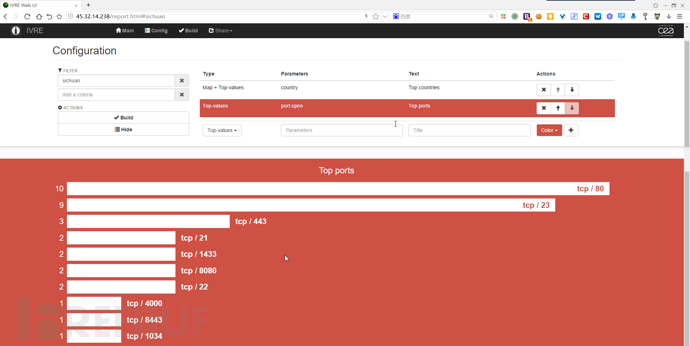 IVRE Web UI
45.32.14.238/report.html#sichuan
百度
IVRE
Main
Config
Build
Share
Configuration
FILTER
sichuan
Add a criteria
ACTIONS
Build
Hide
Type Parameters Text Actions
Map + Top-values country Top countries
Top-values port:open Top ports
Top-values Parameters Title Color
Top ports
10 tcp / 80
9 tcp / 23
3 tcp / 443
2 tcp / 21
2 tcp / 1433
2 tcp / 8080
2 tcp / 22
1 tcp / 4000
1 tcp / 8443
1 tcp / 1034